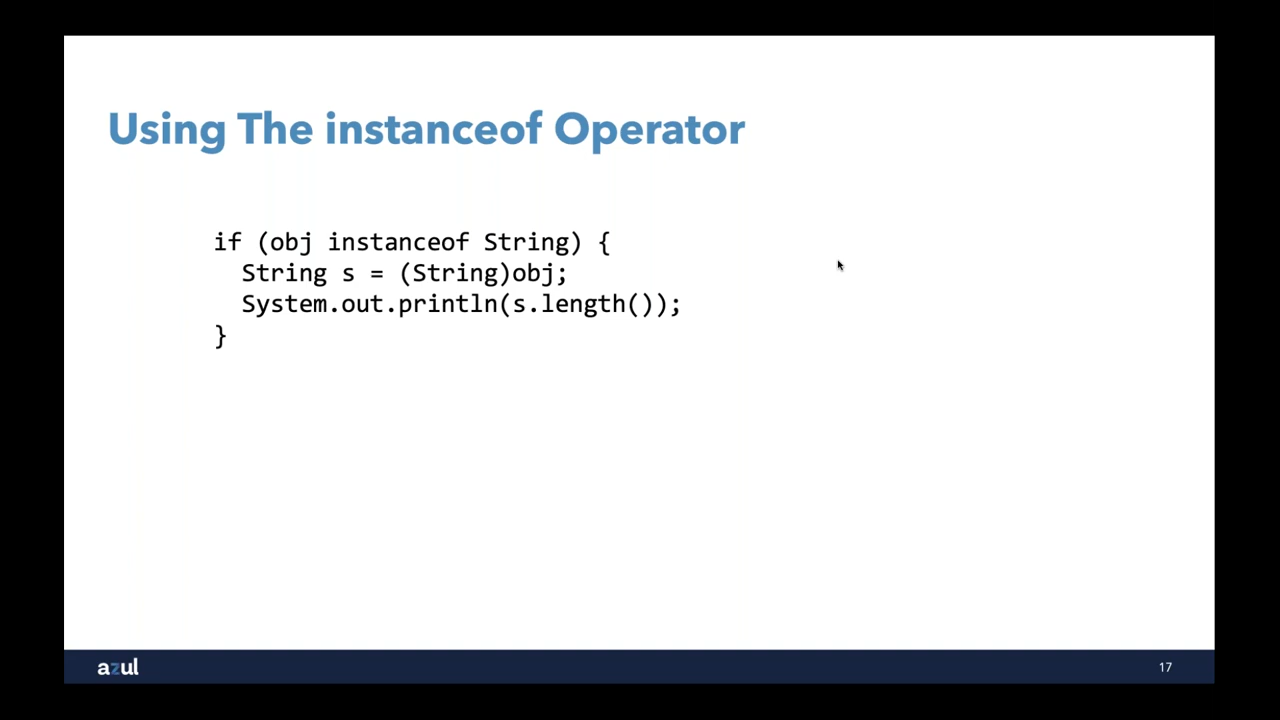 Using The instanceof Operator
if (obj instanceof String) {
  String s = (String)obj;
  System.out.println(s.length());
}
azul
17